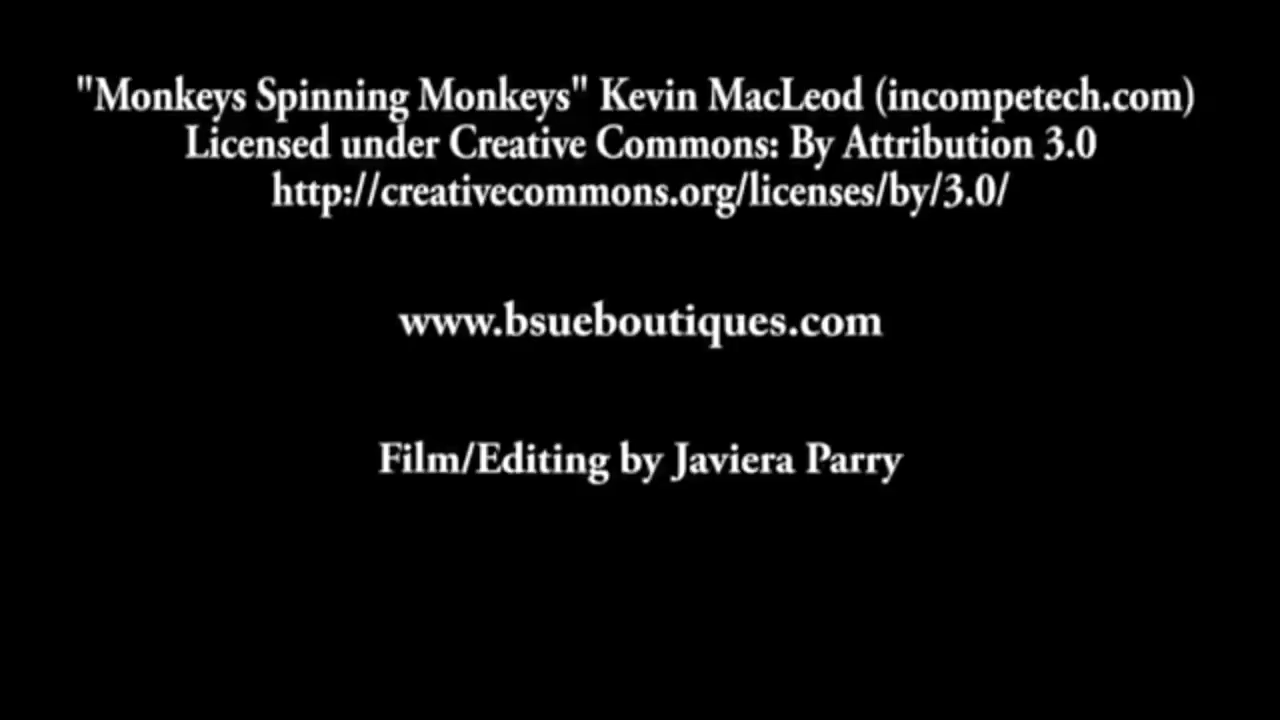 "Monkeys Spinning Monkeys" Kevin MacLeod (incompetech.com)
Licensed under Creative Commons: By Attribution 3.0
http://creativecommons.org/licenses/by/3.0/
www.bsueboutiques.com
Film/Editing by Javiera Parry